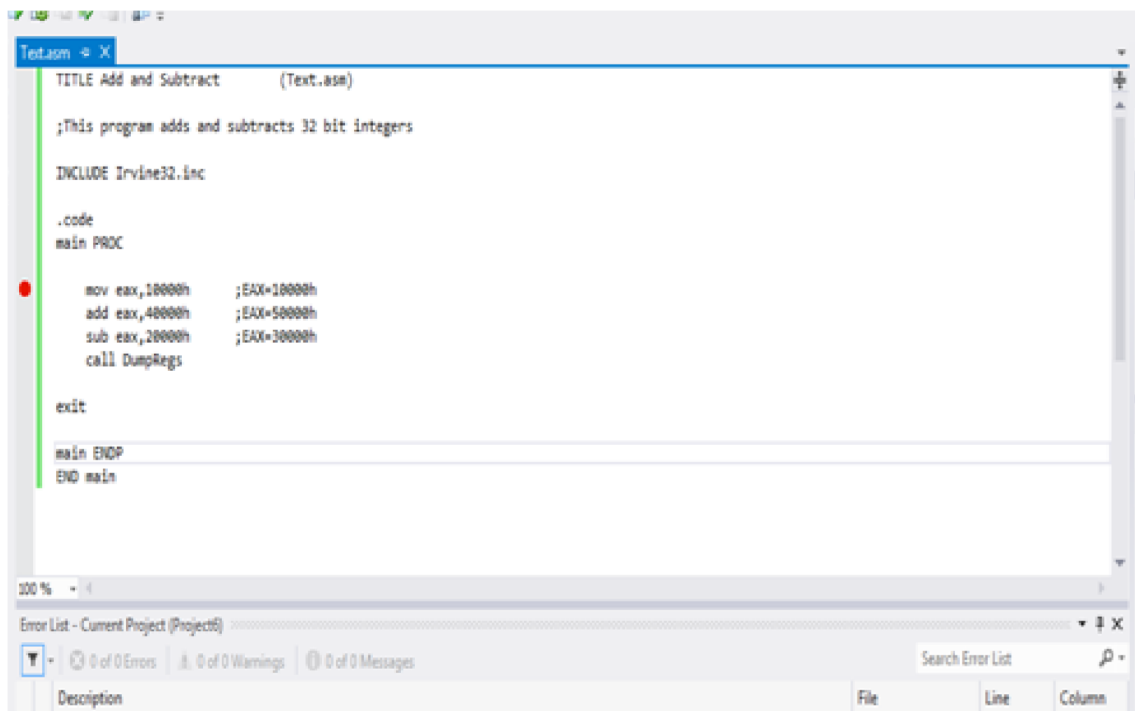 Text.asm
TITLE Add and Subtract (Text.asm)
;This program adds and subtracts 32 bit integers
INCLUDE Irvine32.inc
.code
main PROC
mov eax,10000h ;EAX=10000h
add eax,40000h ;EAX=50000h
sub eax,20000h ;EAX=30000h
call DumpRegs
exit
main ENDP
END main
100 %
Error List - Current Project (Project6)
0 of 0 Errors 0 of 0 Warnings 0 of 0 Messages Search Error List
Description File Line Column